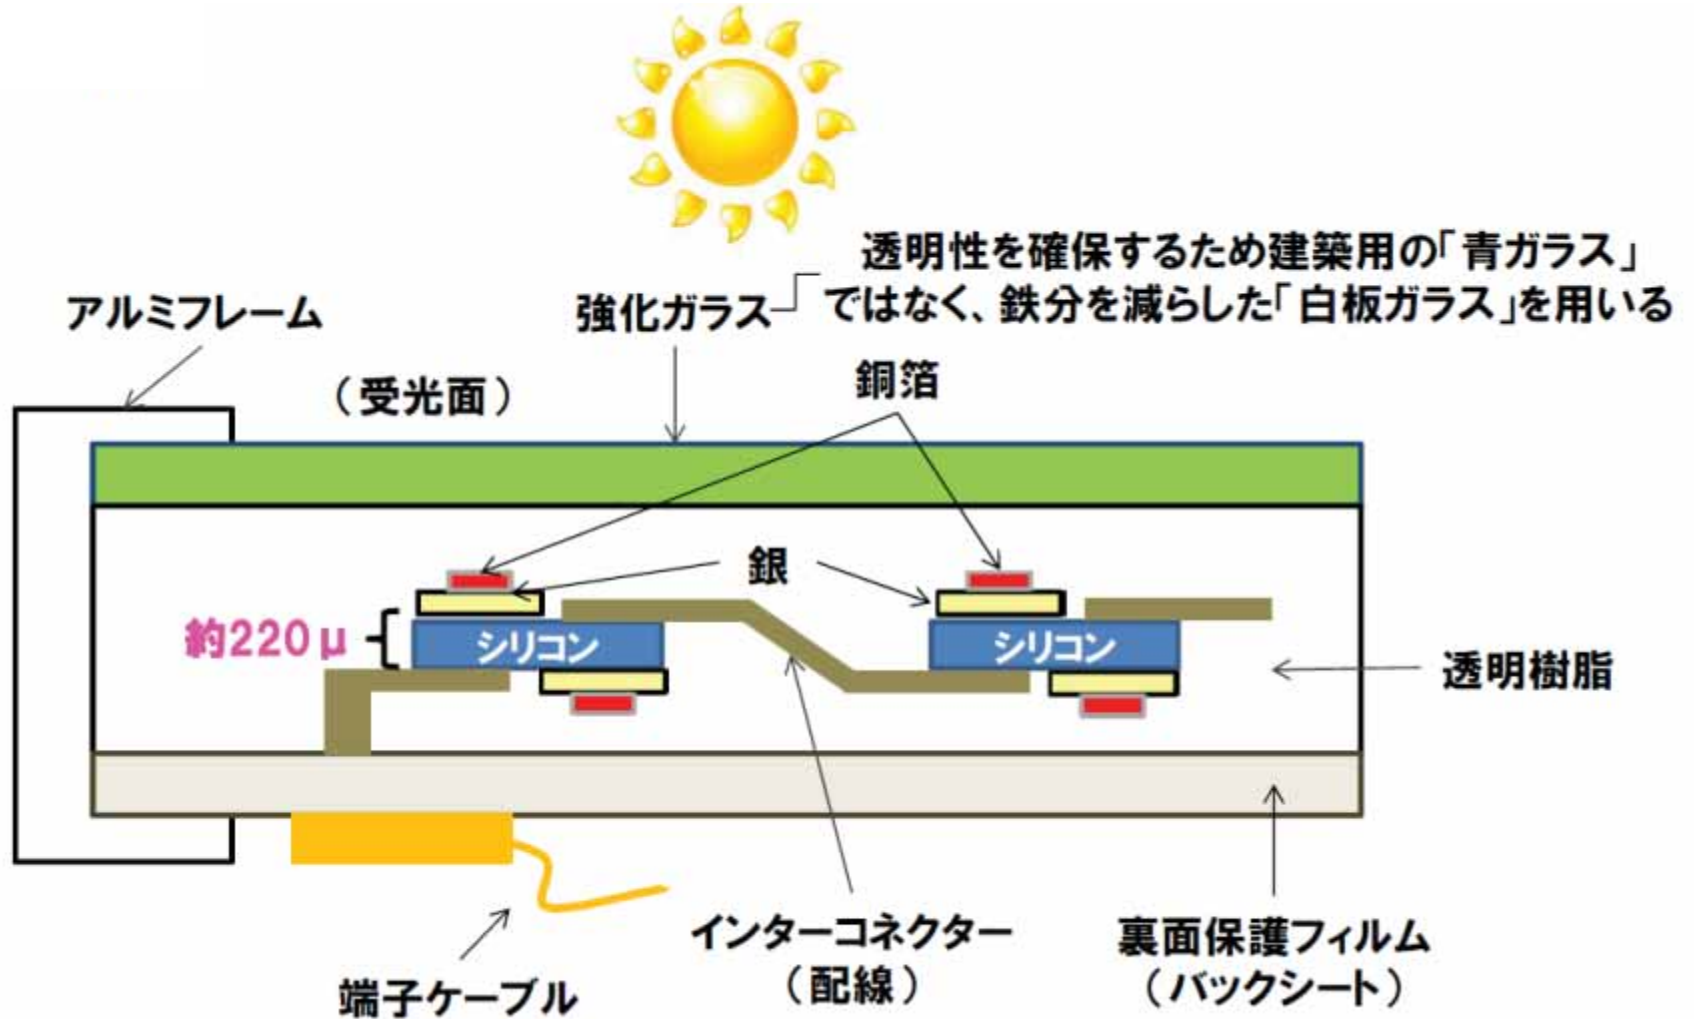 透明性を確保するため建築用の「青ガラス」
ではなく、鉄分を減らした「白板ガラス」を用いる
アルミフレーム
強化ガラス
（受光面）
銅箔
銀
約220μ
シリコン
シリコン
透明樹脂
インターコネクター
（配線）
裏面保護フィルム
（バックシート）
端子ケーブル